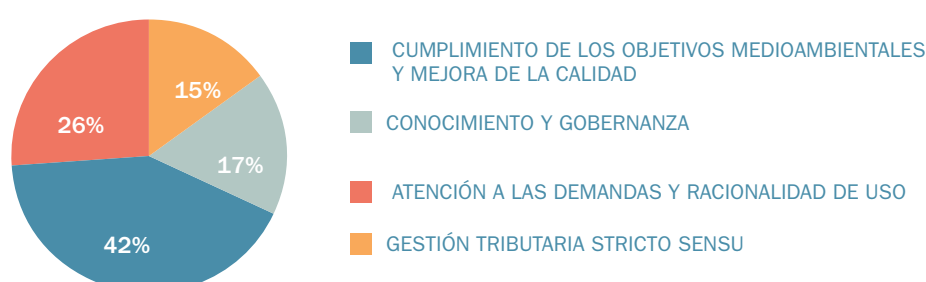 15%
26%
17%
42%
CUMPLIMIENTO DE LOS OBJETIVOS MEDIOAMBIENTALES
Y MEJORA DE LA CALIDAD
CONOCIMIENTO Y GOBERNANZA
ATENCIÓN A LAS DEMANDAS Y RACIONALIDAD DE USO
GESTIÓN TRIBUTARIA STRICTO SENSU